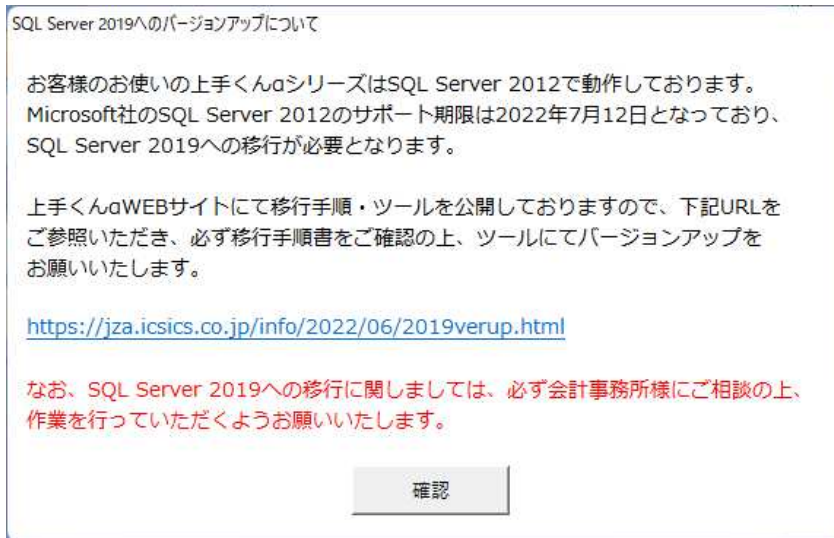 SQL Server 2019へのバージョンアップについて
お客様のお使いの上手くんαシリーズはSQL Server 2012で動作しております。
Microsoft社のSQL Server 2012のサポート期限は2022年7月12日となっており、
SQL Server 2019への移行が必要となります。
上手くんαWEBサイトにて移行手順・ツールを公開しておりますので、下記URLを
ご参照いただき、必ず移行手順書をご確認の上、ツールにてバージョンアップを
お願いいたします。
https://jza.icsics.co.jp/info/2022/06/2019verup.html
なお、SQL Server 2019への移行に関しましては、必ず会計事務所様にご相談の上、
作業を行っていただくようお願いいたします。
確認